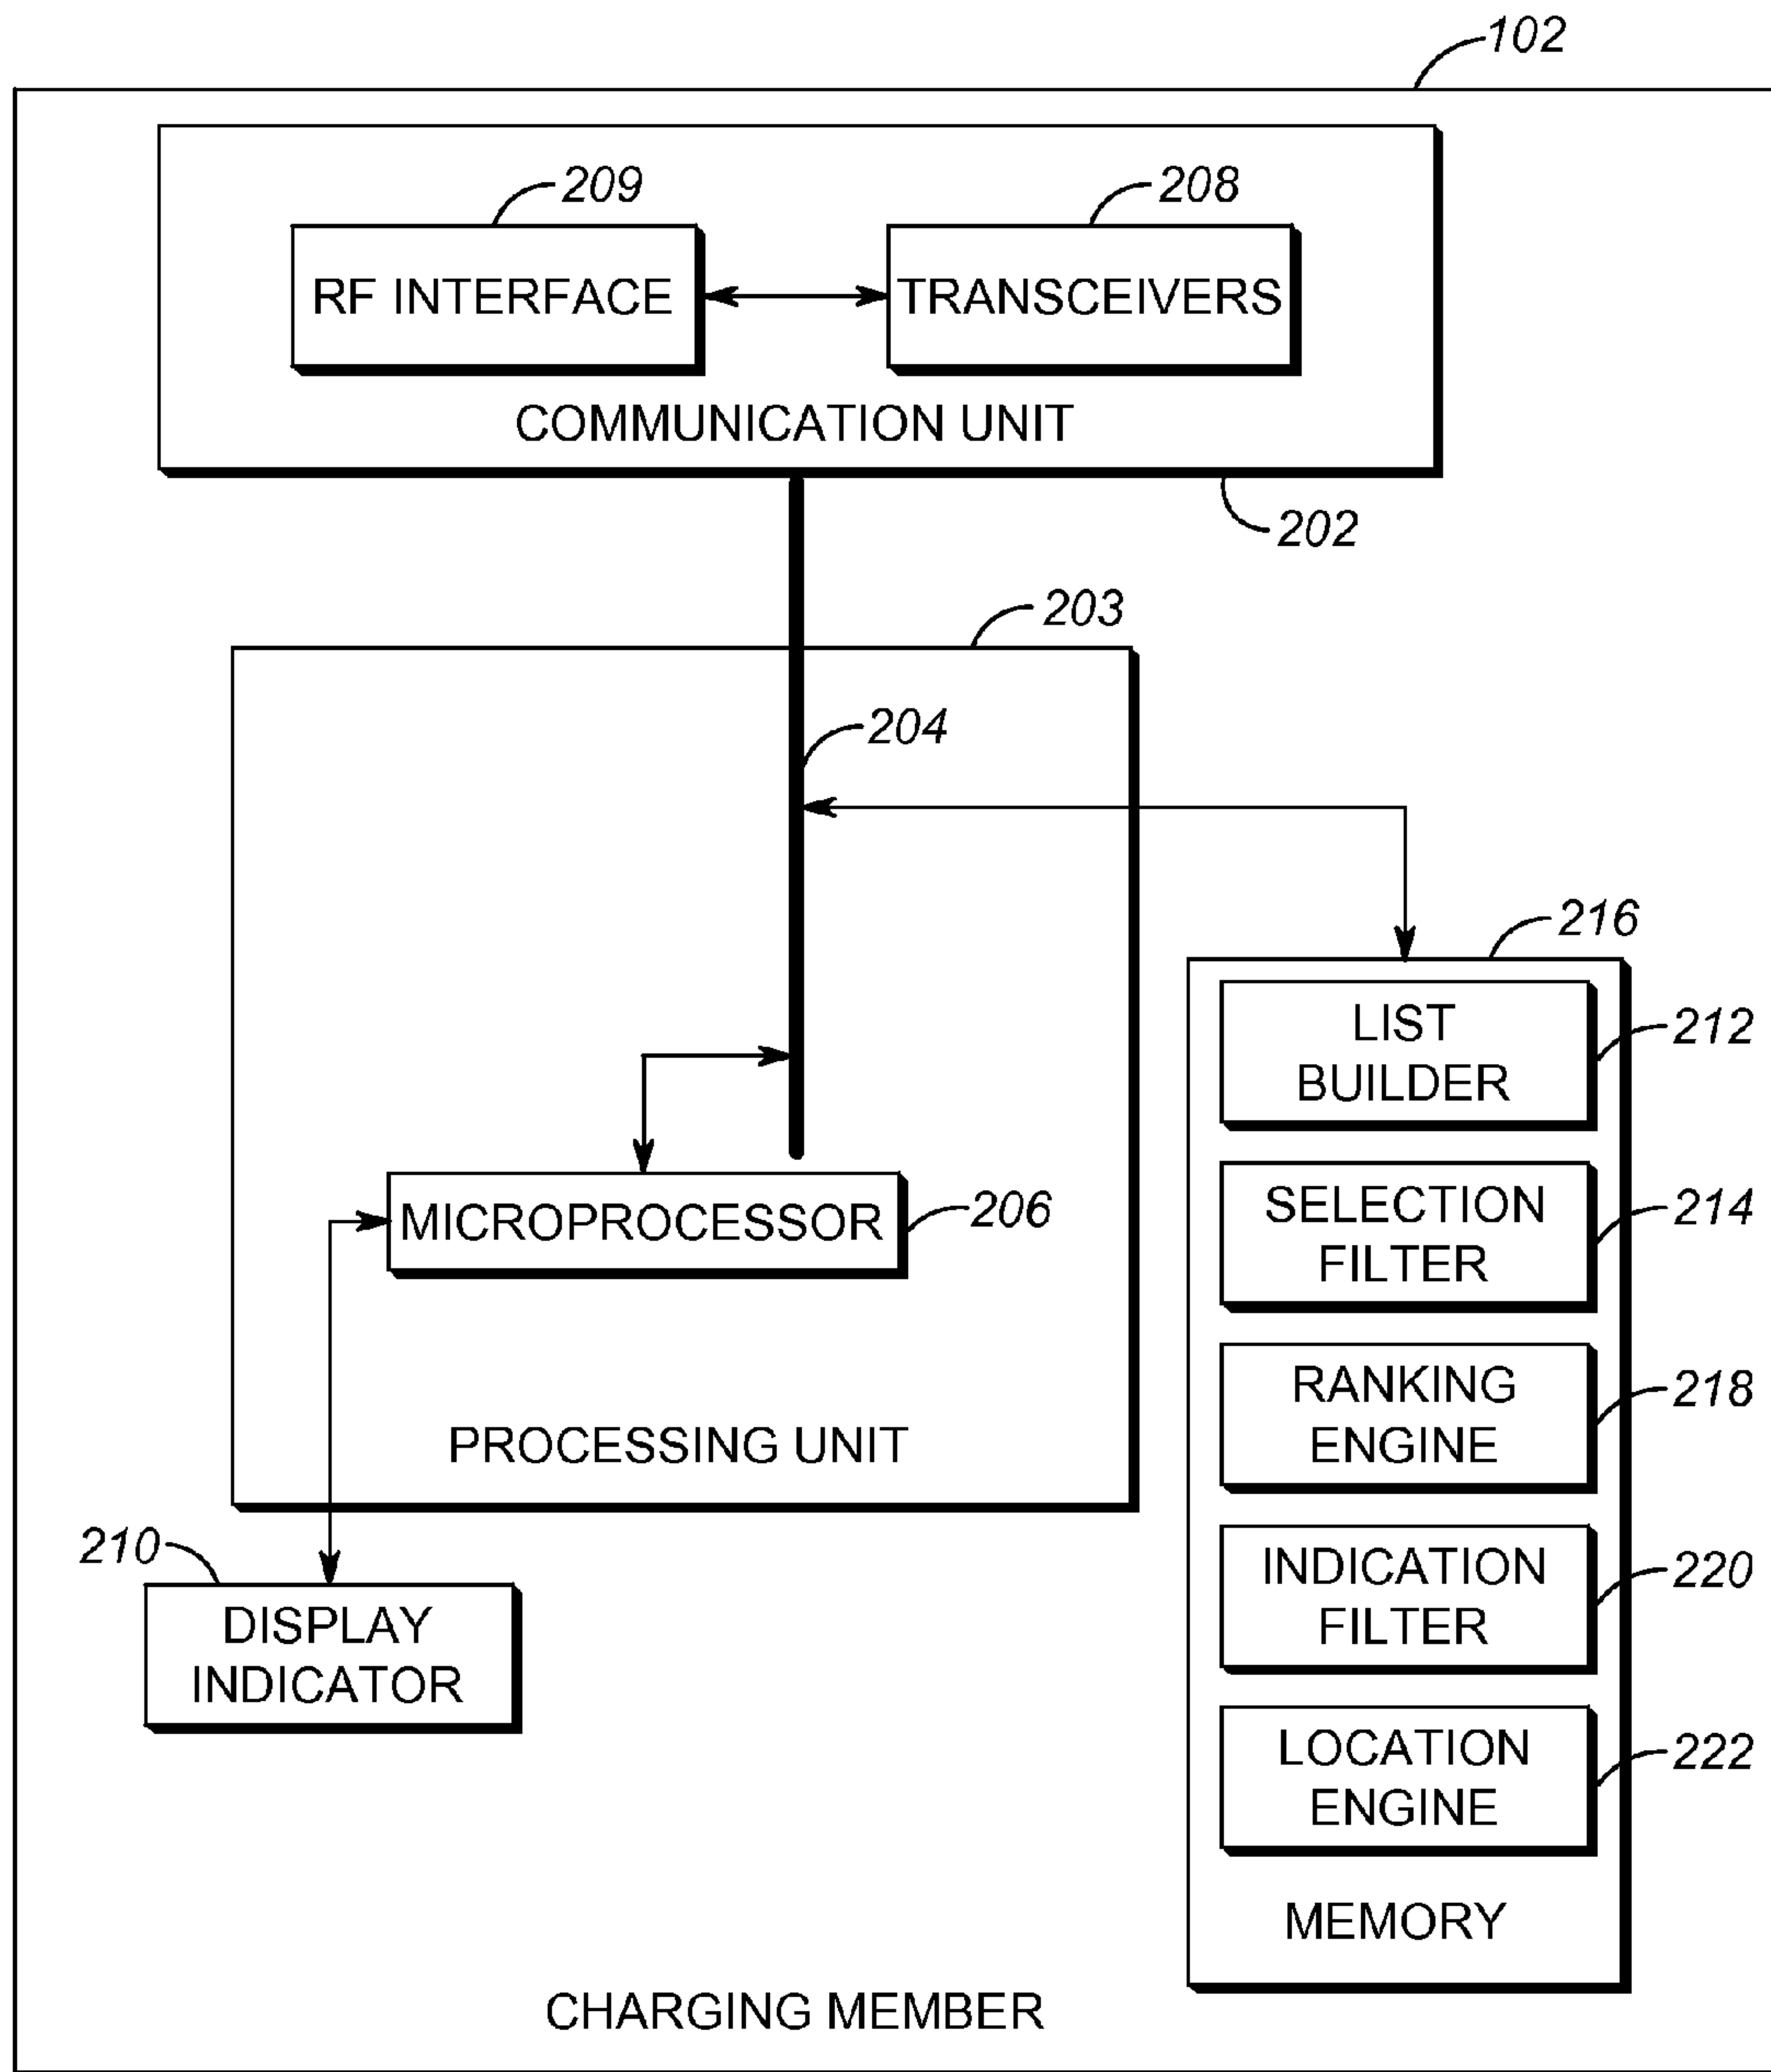 102
209
208
RF INTERFACE
TRANSCEIVERS
COMMUNICATION UNIT
202
203
204
216
LIST
BUILDER
212
MICROPROCESSOR
206
SELECTION
FILTER
214
RANKING
ENGINE
218
PROCESSING UNIT
210
DISPLAY
INDICATOR
INDICATION
FILTER
220
LOCATION
ENGINE
222
MEMORY
CHARGING MEMBER